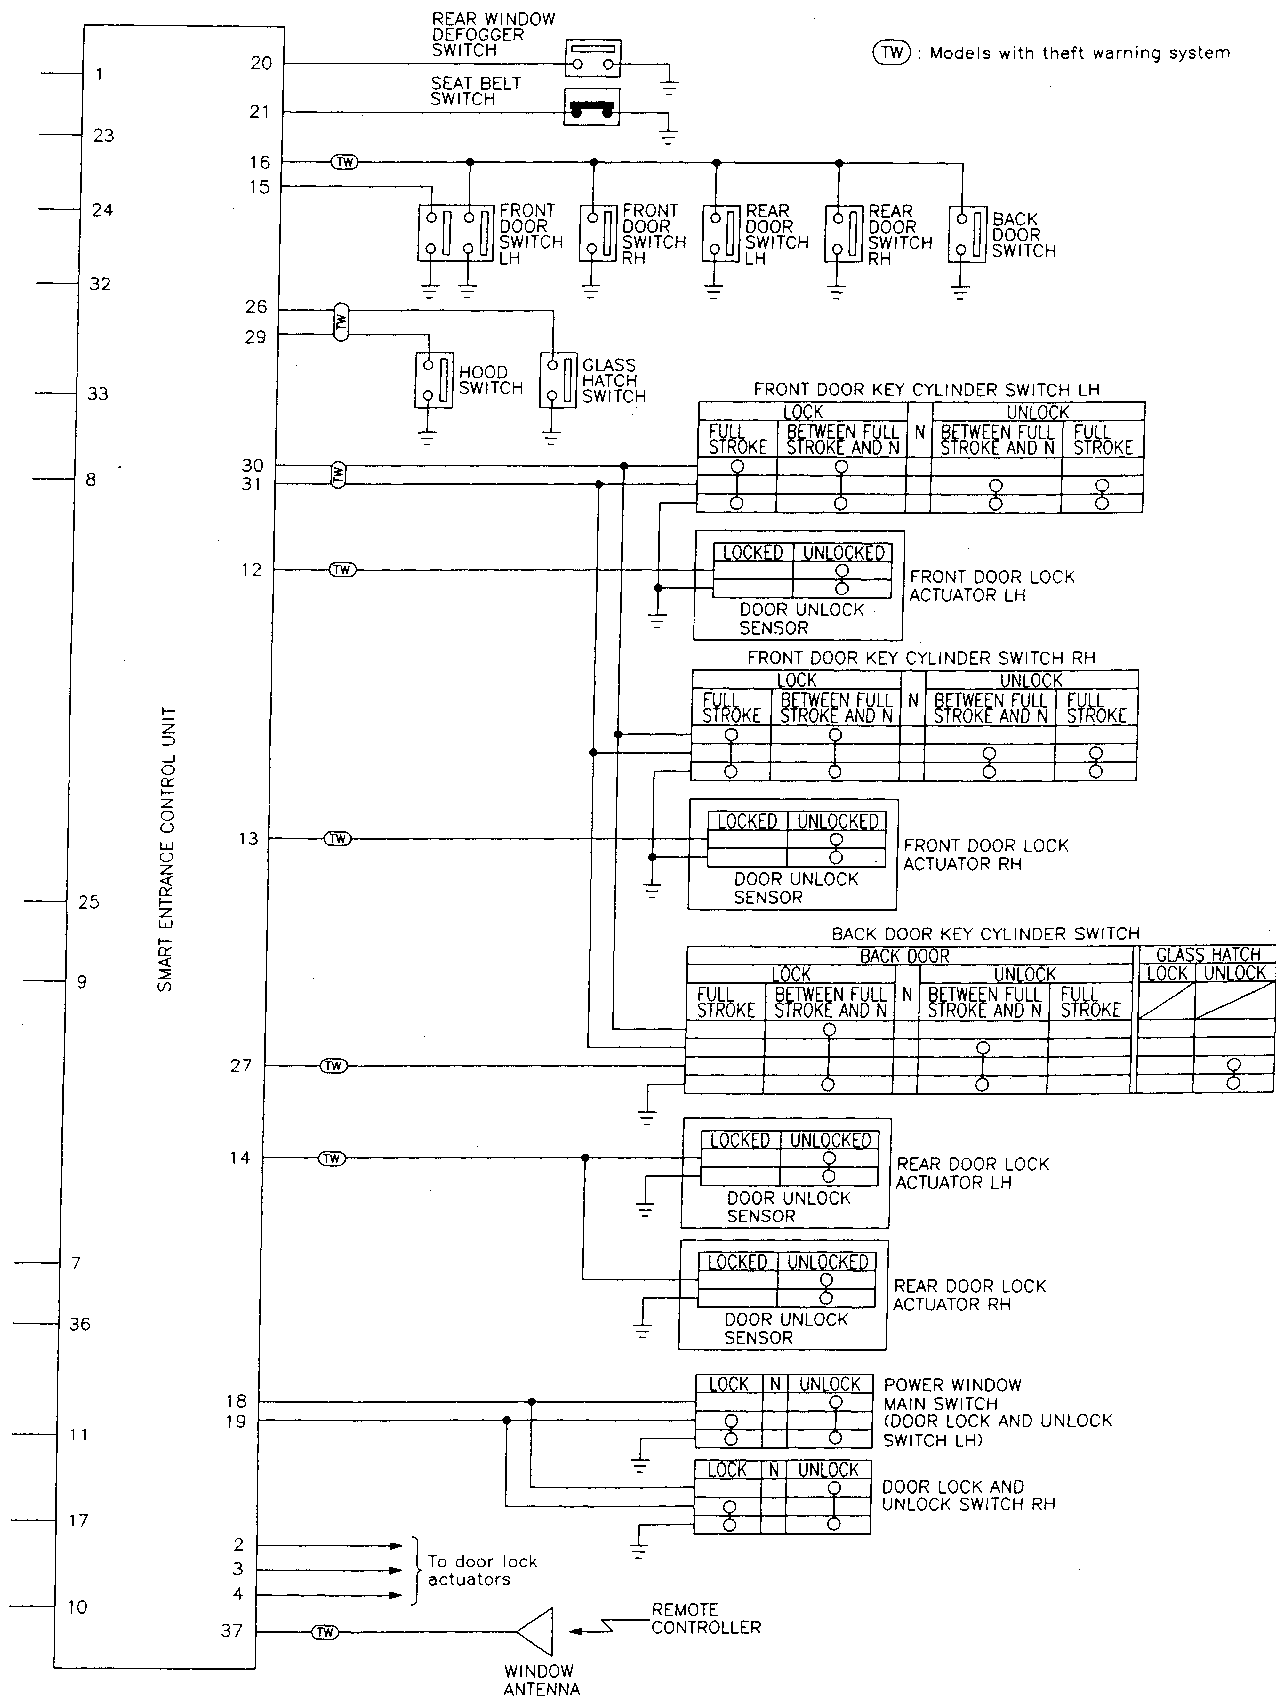 REAR WINDOW
DEFOGGER
SWITCH
(TW) : Models with theft warning system
20
1
SEAT BELT
SWITCH
21
23
16
TW
15
24
FRONT
DOOR
SWITCH
LH
FRONT
DOOR
SWITCH
RH
REAR
DOOR
SWITCH
LH
REAR
DOOR
SWITCH
RH
BACK
DOOR
SWITCH
32
26
29
TW
HOOD
SWITCH
GLASS
HATCH
SWITCH
33
FRONT DOOR KEY CYLINDER SWITCH LH
LOCK
N
UNLOCK
FULL
STROKE
BETWEEN FULL
STROKE AND N
BETWEEN FULL
STROKE AND N
FULL
STROKE
30
31
TW
8
12
TW
LOCKED
UNLOCKED
DOOR UNLOCK
SENSOR
FRONT DOOR LOCK
ACTUATOR LH
FRONT DOOR KEY CYLINDER SWITCH RH
LOCK
N
UNLOCK
FULL
STROKE
BETWEEN FULL
STROKE AND N
BETWEEN FULL
STROKE AND N
FULL
STROKE
SMART ENTRANCE CONTROL UNIT
13
TW
LOCKED
UNLOCKED
DOOR UNLOCK
SENSOR
FRONT DOOR LOCK
ACTUATOR RH
25
9
BACK DOOR KEY CYLINDER SWITCH
BACK DOOR
GLASS HATCH
LOCK
N
UNLOCK
LOCK
UNLOCK
FULL
STROKE
BETWEEN FULL
STROKE AND N
BETWEEN FULL
STROKE AND N
FULL
STROKE
27
TW
14
TW
LOCKED
UNLOCKED
DOOR UNLOCK
SENSOR
REAR DOOR LOCK
ACTUATOR LH
7
LOCKED
UNLOCKED
DOOR UNLOCK
SENSOR
REAR DOOR LOCK
ACTUATOR RH
36
18
19
LOCK
N
UNLOCK
POWER WINDOW
MAIN SWITCH
(DOOR LOCK AND UNLOCK
SWITCH LH)
11
LOCK
N
UNLOCK
DOOR LOCK AND
UNLOCK SWITCH RH
17
2
3
4
To door lock
actuators
10
37
TW
WINDOW
ANTENNA
REMOTE
CONTROLLER